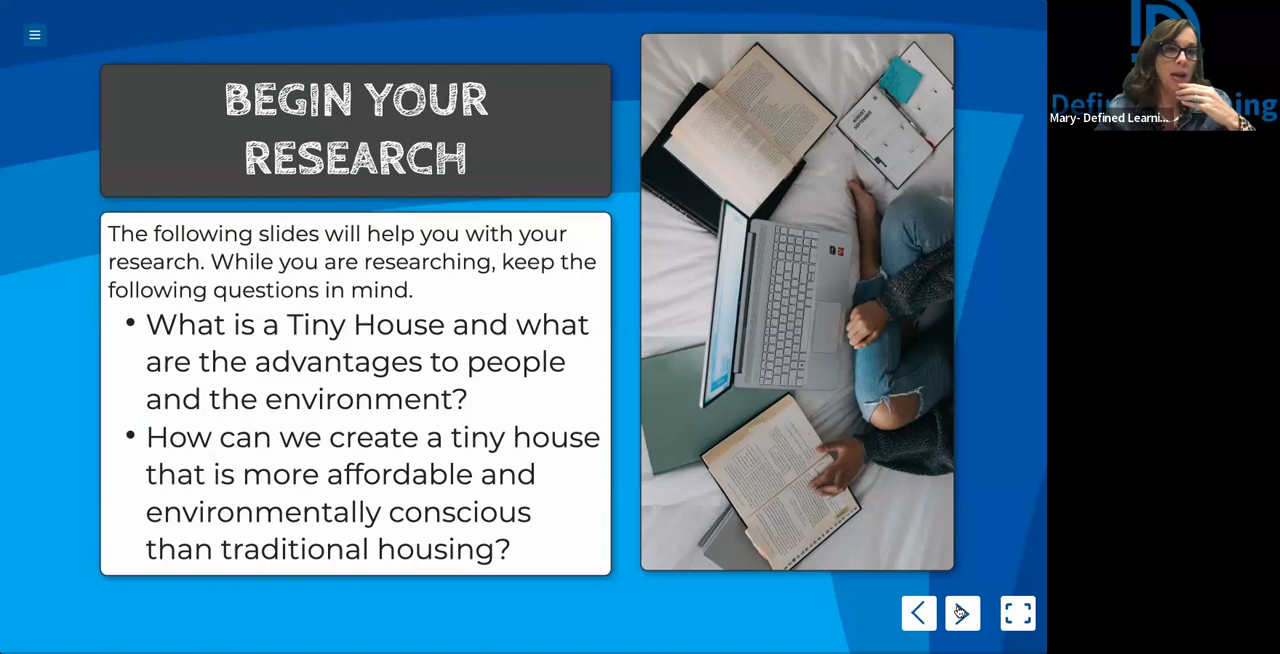 BEGIN YOUR
RESEARCH
The following slides will help you with your
research. While you are researching, keep the
following questions in mind.
• What is a Tiny House and what
are the advantages to people
and the environment?
• How can we create a tiny house
that is more affordable and
environmentally conscious
than traditional housing?
AUGUST
SEPTEMBER
Mary- Defined Learni...